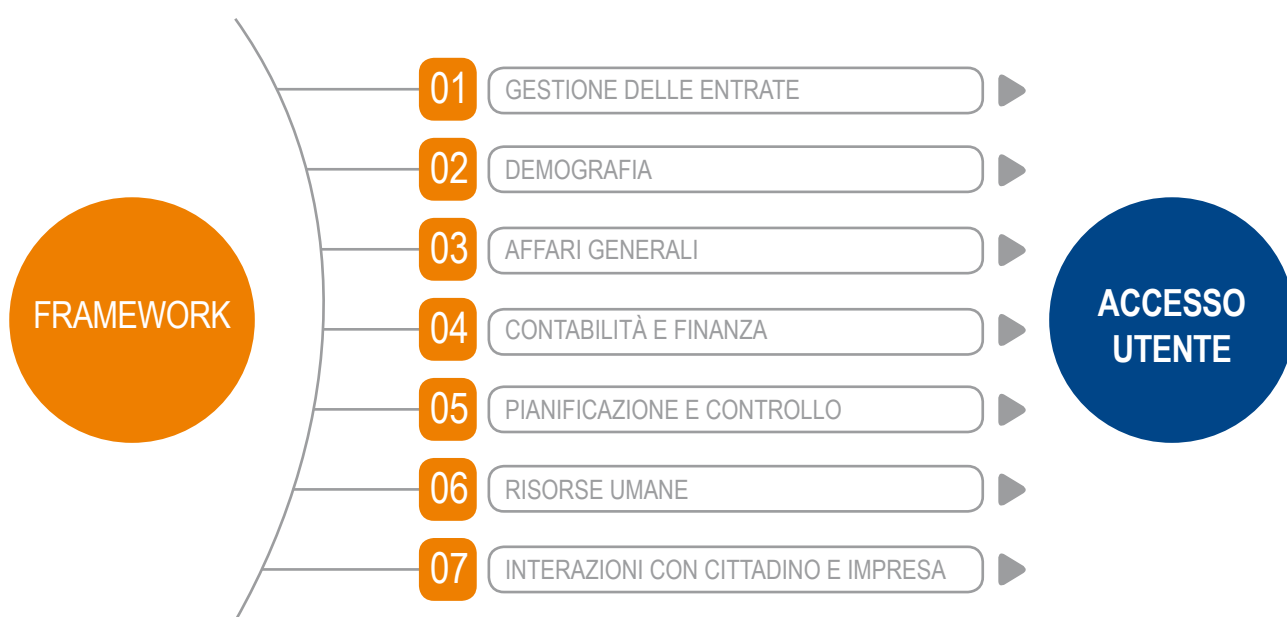 FRAMEWORK
01 GESTIONE DELLE ENTRATE
02 DEMOGRAFIA
03 AFFARI GENERALI
04 CONTABILITÀ E FINANZA
05 PIANIFICAZIONE E CONTROLLO
06 RISORSE UMANE
07 INTERAZIONI CON CITTADINO E IMPRESA
ACCESSO
UTENTE